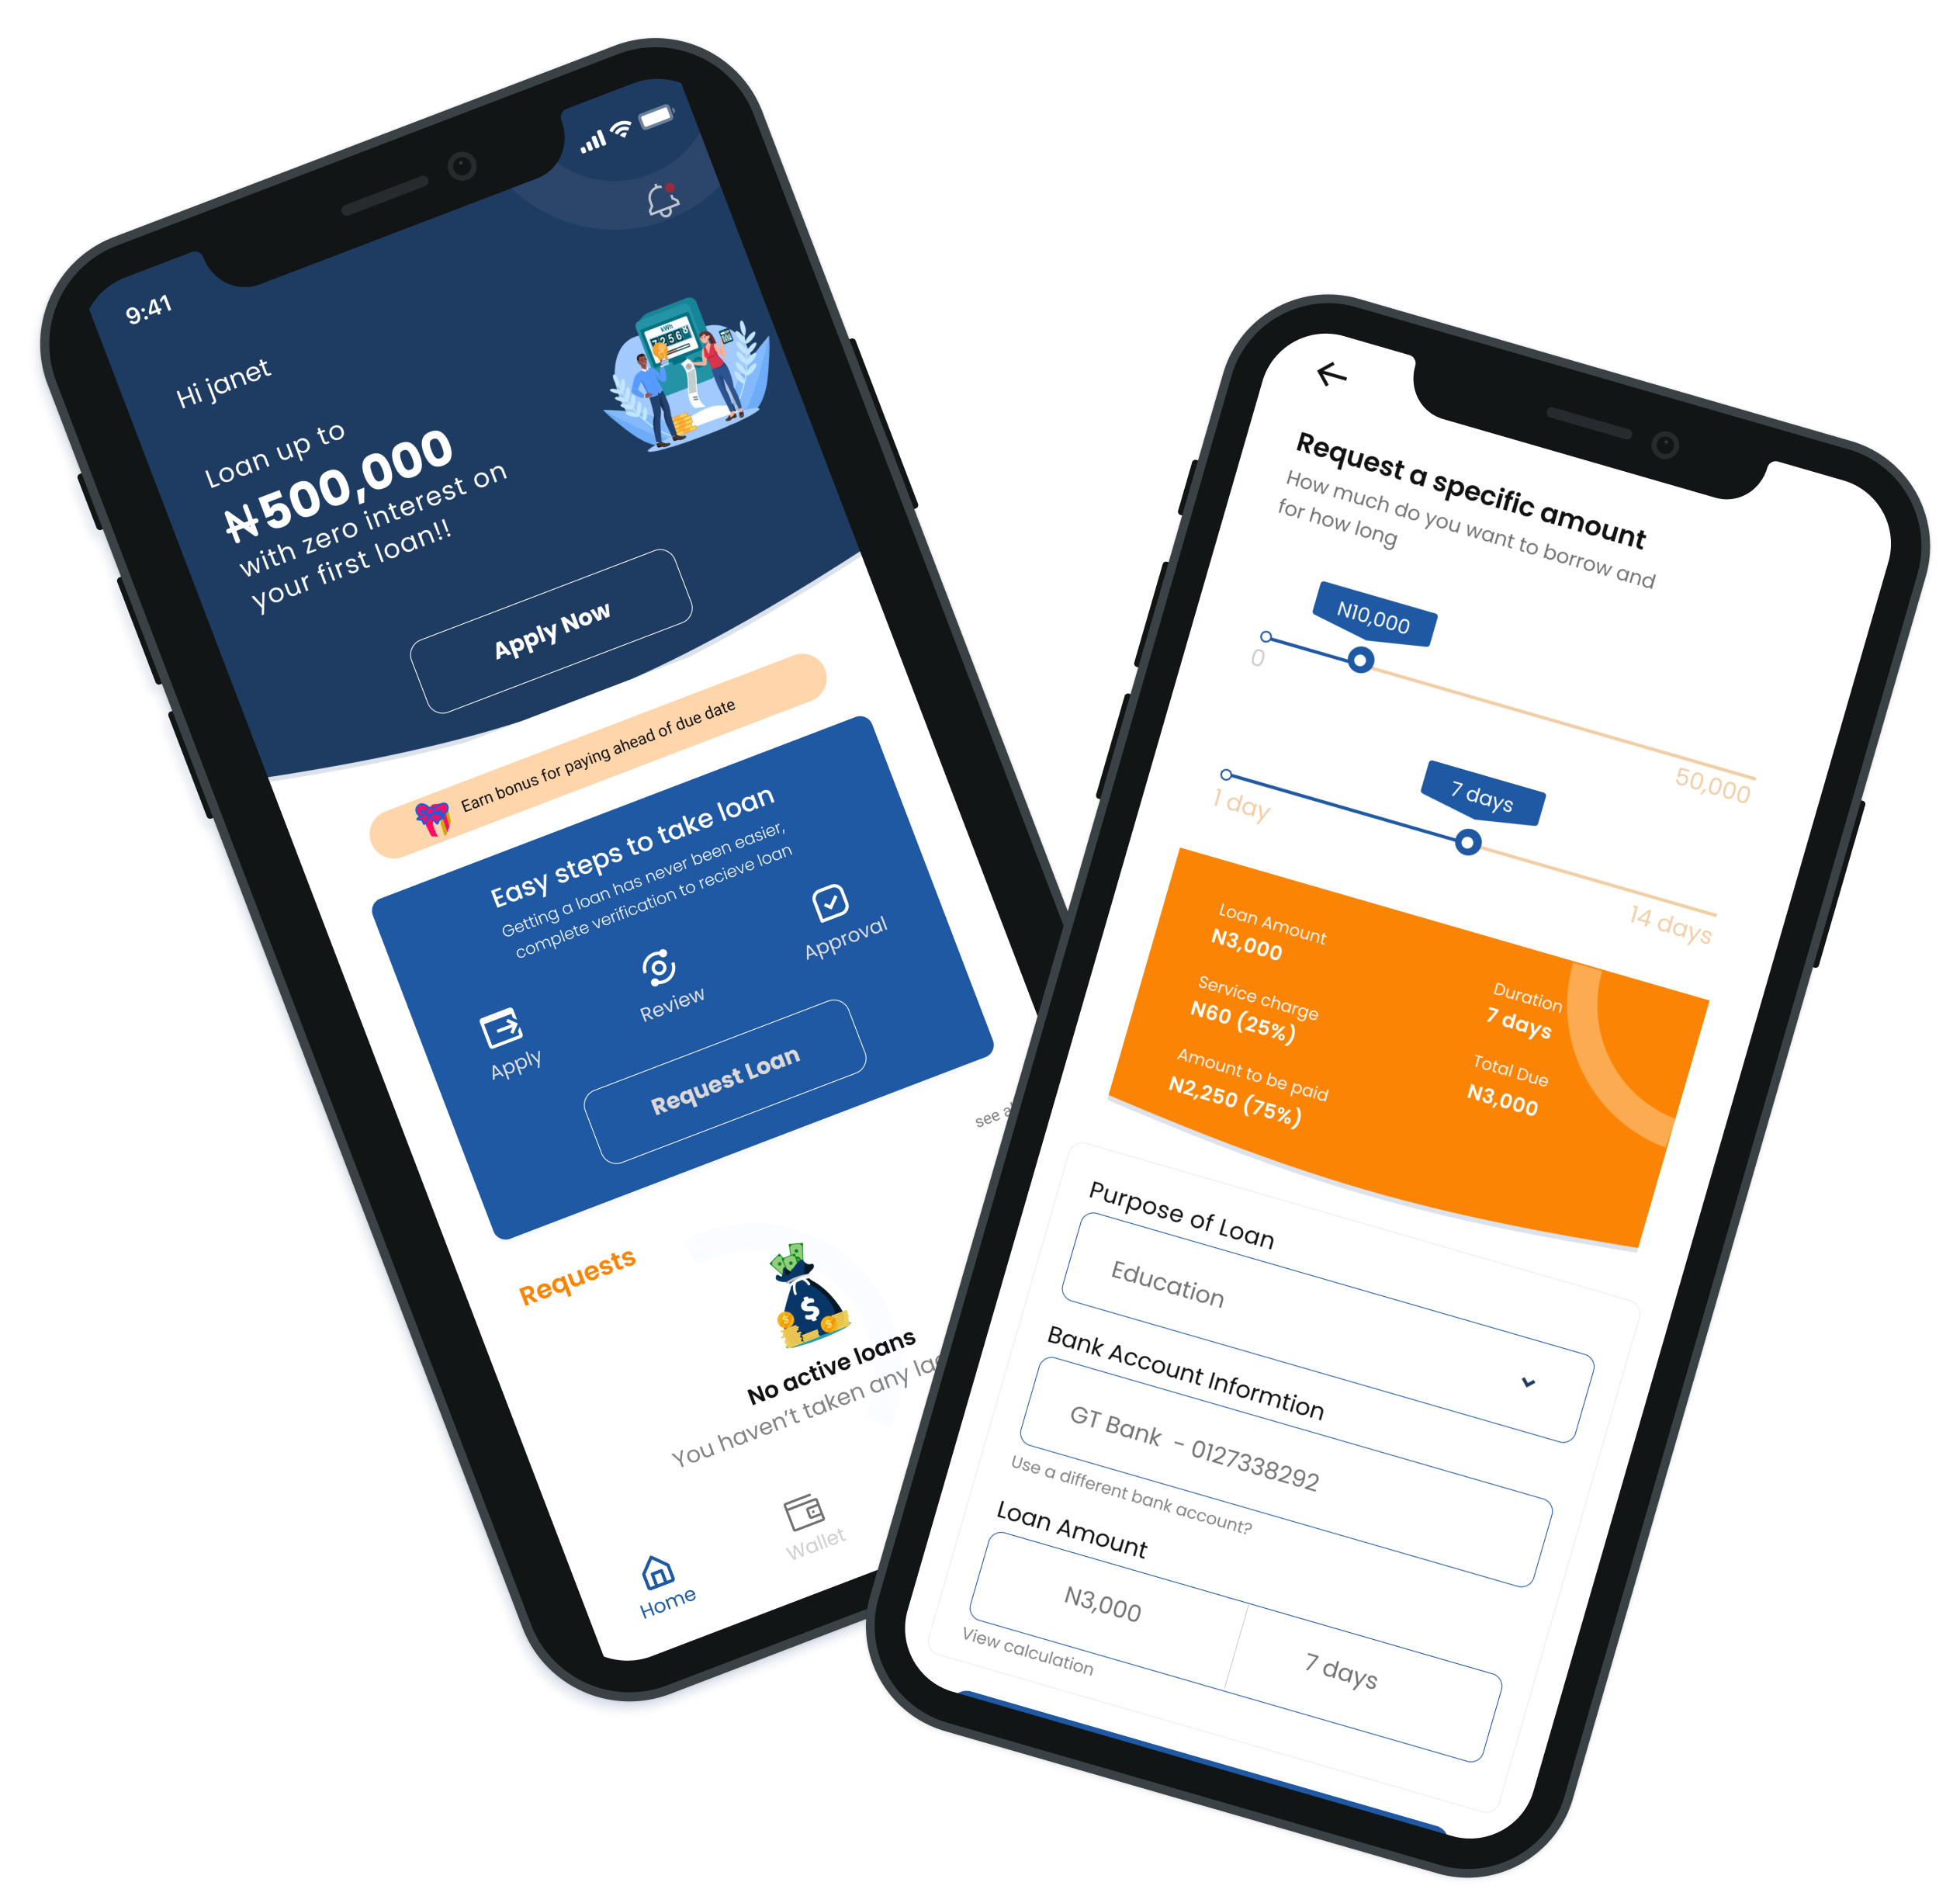 9:41
Hi janet
Loan up to
₦500,000
with zero interest on
your first loan!!
Apply Now
Earn bonus for paying ahead of due date
Easy steps to take loan
Getting a loan has never been easier,
complete verification to recieve loan
Apply
Review
Approval
Request Loan
see
Requests
No active loans
You haven't taken any
Home
Wallet
kWh
Request a specific amount
How much do you want to borrow and
for how long
N10,000
0
50,000
7 days
1 day
14 days
Loan Amount
N3,000
Duration
7 days
Service charge
N60 (25%)
Total Due
N3,000
Amount to be paid
N2,250 (75%)
Purpose of Loan
Education
Bank Account Informtion
GT Bank - 0127338292
Use a different bank account?
Loan Amount
N3,000
7 days
View calculation